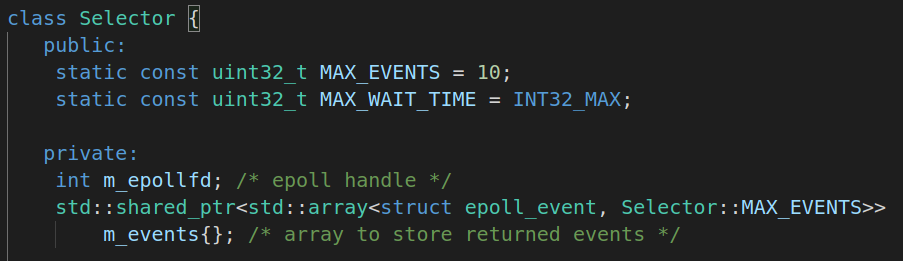 class Selector {
public:
static const uint32_t MAX_EVENTS = 10;
static const uint32_t MAX_WAIT_TIME = INT32_MAX;
private:
int m_epollfd; /* epoll handle */
std::shared_ptr<std::array<struct epoll_event, Selector::MAX_EVENTS>>
m_events{}; /* array to store returned events */